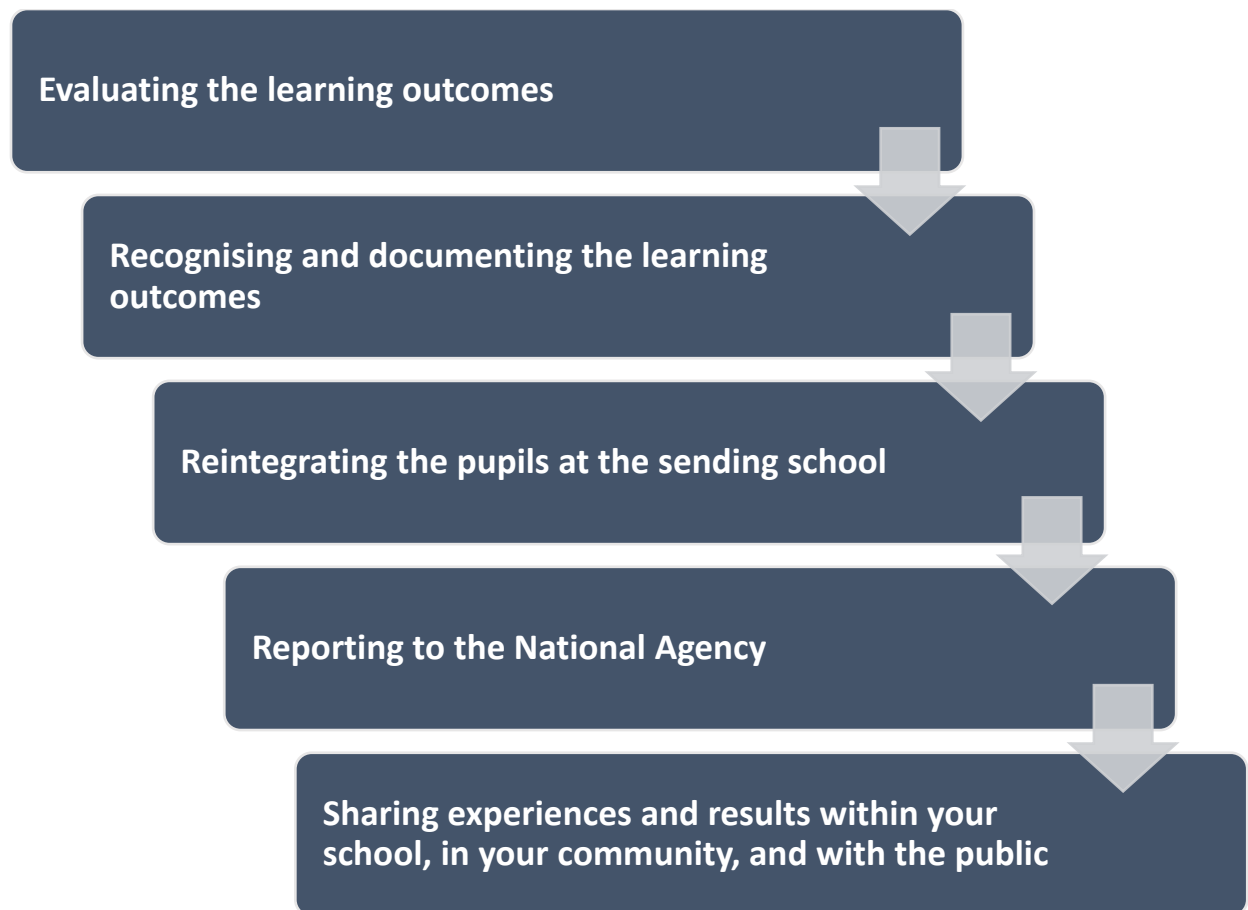 Evaluating the learning outcomes
Recognising and documenting the learning
outcomes
Reintegrating the pupils at the sending school
Reporting to the National Agency
Sharing experiences and results within your
school, in your community, and with the public